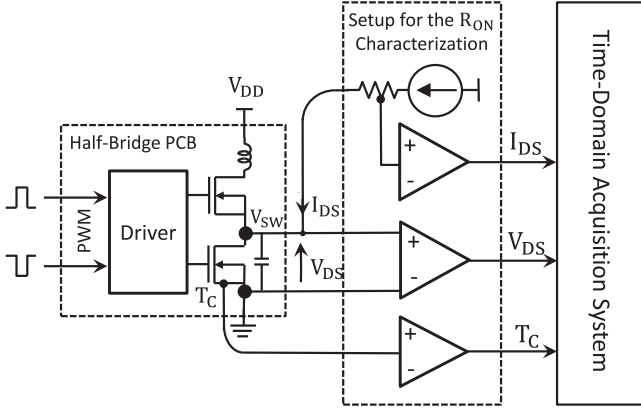 Setup for the R_ON
Characterization
V_DD
Half-Bridge PCB
PWM
Driver
V_SW
I_DS
V_DS
T_C
+
-
+
-
+
-
I_DS
V_DS
T_C
Time-Domain Acquisition System